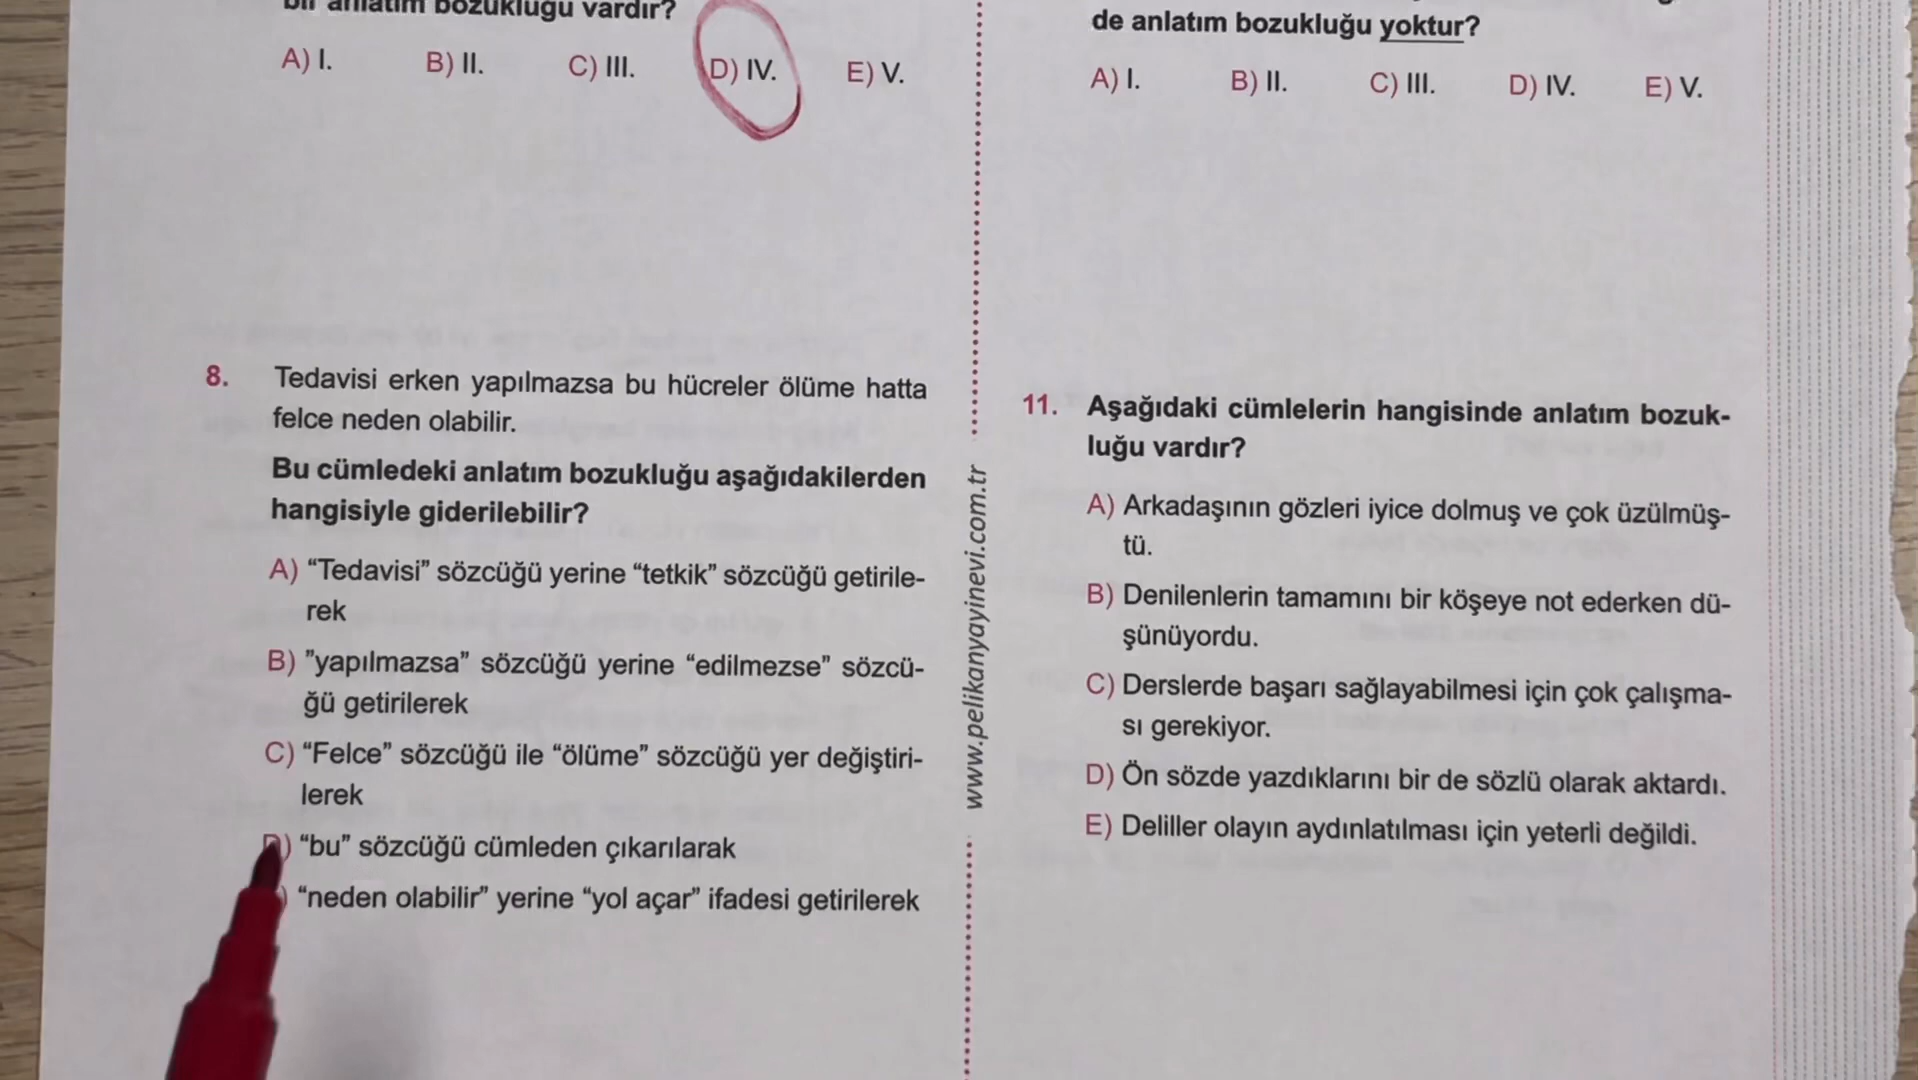 bir anlatım bozukluğu vardır?
A) I.
B) II.
C) III.
D) IV.
E) V.
8. Tedavisi erken yapılmazsa bu hücreler ölüme hatta
felce neden olabilir.
Bu cümledeki anlatım bozukluğu aşağıdakilerden
hangisiyle giderilebilir?
A) “Tedavisi” sözcüğü yerine “tetkik” sözcüğü getirile-
rek
B) ”yapılmazsa” sözcüğü yerine “edilmezse” sözcü-
ğü getirilerek
C) “Felce” sözcüğü ile “ölüme” sözcüğü yer değiştiri-
lerek
D) “bu” sözcüğü cümleden çıkarılarak
) “neden olabilir” yerine “yol açar” ifadesi getirilerek
www.pelikanyayinevi.com.tr
de anlatım bozukluğu yoktur?
A) I.
B) II.
C) III.
D) IV.
E) V.
11. Aşağıdaki cümlelerin hangisinde anlatım bozuk-
luğu vardır?
A) Arkadaşının gözleri iyice dolmuş ve çok üzülmüş-
tü.
B) Denilenlerin tamamını bir köşeye not ederken dü-
şünüyordu.
C) Derslerde başarı sağlayabilmesi için çok çalışma-
sı gerekiyor.
D) Ön sözde yazdıklarını bir de sözlü olarak aktardı.
E) Deliller olayın aydınlatılması için yeterli değildi.